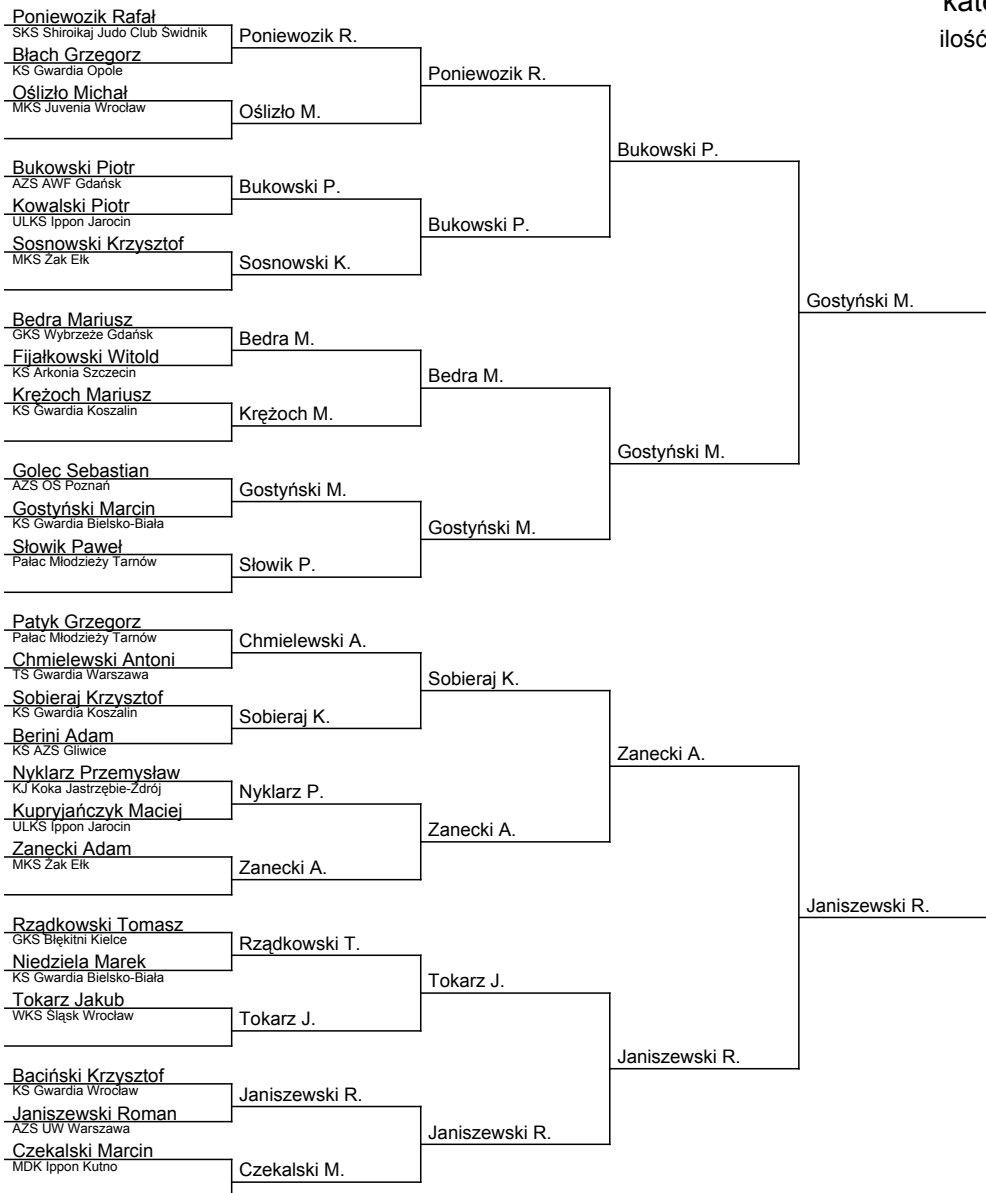 kate
ilość
Poniewozik Rafał
SKS Shiroikaj Judo Club Świdnik
Błach Grzegorz
KS Gwardia Opole
Oślizło Michał
MKS Juvenia Wrocław
Bukowski Piotr
AZS AWF Gdańsk
Kowalski Piotr
ULKS Ippon Jarocin
Sosnowski Krzysztof
MKS Żak Ełk
Bedra Mariusz
GKS Wybrzeże Gdańsk
Fijałkowski Witold
KS Arkonia Szczecin
Krężoch Mariusz
KS Gwardia Koszalin
Golec Sebastian
AZS OŚ Poznań
Gostyński Marcin
KS Gwardia Bielsko-Biała
Słowik Paweł
Pałac Młodzieży Tarnów
Patyk Grzegorz
Pałac Młodzieży Tarnów
Chmielewski Antoni
TS Gwardia Warszawa
Sobieraj Krzysztof
KS Gwardia Koszalin
Berini Adam
KS AZS Gliwice
Nyklarz Przemysław
KJ Koka Jastrzębie-Zdrój
Kupryjańczyk Maciej
ULKS Ippon Jarocin
Zanecki Adam
MKS Żak Ełk
Rządkowski Tomasz
GKS Błękitni Kielce
Niedziela Marek
KS Gwardia Bielsko-Biała
Tokarz Jakub
WKS Śląsk Wrocław
Baciński Krzysztof
KS Gwardia Wrocław
Janiszewski Roman
AZS UW Warszawa
Czekalski Marcin
MDK Ippon Kutno
Poniewozik R.
Oślizło M.
Bukowski P.
Sosnowski K.
Bedra M.
Krężoch M.
Gostyński M.
Słowik P.
Chmielewski A.
Sobieraj K.
Nyklarz P.
Zanecki A.
Rządkowski T.
Tokarz J.
Janiszewski R.
Czekalski M.
Poniewozik R.
Bukowski P.
Bedra M.
Gostyński M.
Sobieraj K.
Zanecki A.
Tokarz J.
Janiszewski R.
Bukowski P.
Gostyński M.
Zanecki A.
Janiszewski R.
Gostyński M.
Janiszewski R.